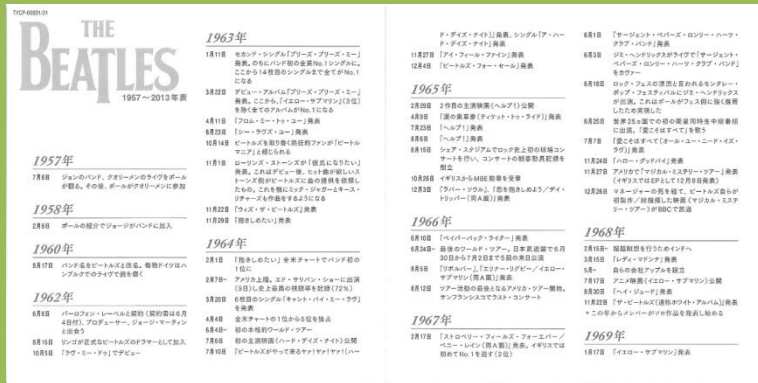 TYCP-60031/31
THE
BEATLES
1957〜2013年表
1957年
7月6日 ジョンのバンド、クオリーメンのライヴをポール
が観る。その後、ポールがクオリーメンに参加
1958年
2月6日 ポールの紹介でジョージがバンドに加入
1960年
8月17日 バンド名をビートルズと改名。毎晩ドイツはハ
ンブルクでのライヴで腕を磨く
1962年
6月6日 パーロフォン・レーベルと契約(契約書は6月
4日付)。プロデューサー、ジョージ・マーティン
と出会う
8月15日 リンゴが正式なビートルズのドラマーとして加入
10月5日 「ラヴ・ミー・ドゥ」でデビュー
1963年
1月11日 セカンド・シングル「プリーズ・プリーズ・ミー」
発表。のちにバンド初の全英No.1シングルに。
ここから14枚目のシングルまで全てがNo.1
になる
3月22日 デビュー・アルバム『プリーズ・プリーズ・ミー』
発表。ここから、『イエロー・サブマリン』(3位)
を除く全てのアルバムがNo.1に
4月11日 「フロム・ミー・トゥ・ユー」発表
8月23日 「シー・ラヴズ・ユー」発表
10月14日 ビートルズを取り巻く熱狂的ファンが「ビートル
マニア」と総じられる
11月1日 ローリング・ストーンズが「彼氏になりたい」
発表。これはデビュー後、ヒット曲が欲しいス
トーンズ側がビートルズに曲の提供を依頼し
たもの。これを機にミック・ジャガーとキース・
リチャーズも作曲をするようになる
11月22日 『ウィズ・ザ・ビートルズ』発表
11月29日 「抱きしめたい」発表
1964年
2月1日 「抱きしめたい」全米チャートでバンド初の
1位に
2月7日〜 アメリカ上陸。エド・サリバン・ショーに出演
(9日)し史上最高の視聴率を記録(72%)
3月20日 6枚目のシングル「キャント・バイ・ミー・ラヴ」
を発表
4月4日 全米チャートの1位から5位を独占
6月4日〜 初の本格的ワールド・ツアー
7月6日 初の主演映画(ハード・デイズ・ナイト)公開
7月10日 『ビートルズがやって来るヤァ!ヤァ!ヤァ!(ハー
ド・デイズ・ナイト)』発表、シングル「ア・ハー
ド・デイズ・ナイト」発表
11月27日 「アイ・フィール・ファイン」発表
12月4日 『ビートルズ・フォー・セール』発表
1965年
2月29日 2作目の主演映画(ヘルプ!)公開
4月9日 「涙の乗車券(ティケット・トゥ・ライド)」発表
7月23日 「ヘルプ!」発表
8月6日 『ヘルプ!』発表
8月15日 シェア・スタジアムでロック史上初の球場コン
サートを行い、コンサートの観客動員記録を
樹立
10月26日 イギリスからMBE勲章を受章
12月3日 『ラバー・ソウル』、「恋を抱きしめよう/デイ・
トリッパー(両A面)」発表
1966年
6月10日 「ペイパーバック・ライター」発表
6月24日〜 最後のワールド・ツアー。日本武道館で6月
30日から7月2日まで5回の来日公演
8月5日 『リボルバー』、「エリナー・リグビー/イエロー・
サブマリン(両A面)」発表
8月12日 ツアー活動の最後となるアメリカ・ツアー開始。
サンフランシスコでラスト・コンサート
1967年
2月17日 「ストロベリー・フィールズ・フォーエバー/
ペニー・レイン(両A面)」発表。イギリスでは
初めてNo.1を逃す(2位)
6月1日 『サージェント・ペパーズ・ロンリー・ハーツ・
クラブ・バンド』発表
6月3日 ジミ・ヘンドリックスがライヴで「サージェント・
ペパーズ・ロンリー・ハーツ・クラブ・バンド」
をカヴァー
6月18日 ロック・フェスの原流と言われるモンタレー・
ポップ・フェスティバルにジミ・ヘンドリックス
が出演。これはポールがフェス側に強く推薦
したため実現した
6月25日 世界25ヵ国での初の衛星同時生中継番組
に出演。「愛こそはすべて」を歌う
7月7日 「愛こそはすべて(オール・ユー・ニード・イズ・
ラヴ)」発表
11月24日 「ハロー・グッドバイ」発表
11月27日 アメリカで『マジカル・ミステリー・ツアー』発表
(イギリスではEPとして12月8日発表)
12月26日 マネージャーの死を経て、ビートルズ自らが
初製作/総指揮した映画(マジカル・ミステ
リー・ツアー)がBBCで放送
1968年
2月15日〜 超越瞑想を行うためインドへ
3月15日 「レディ・マドンナ」発表
5月〜 自らの会社アップルを設立
7月17日 アニメ映画(イエロー・サブマリン)公開
8月30日 「ヘイ・ジュード」発表
11月22日 『ザ・ビートルズ(通称ホワイト・アルバム)』発表
*この年からメンバーがソロ作品を発表し始める
1969年
1月17日 『イエロー・サブマリン』発表